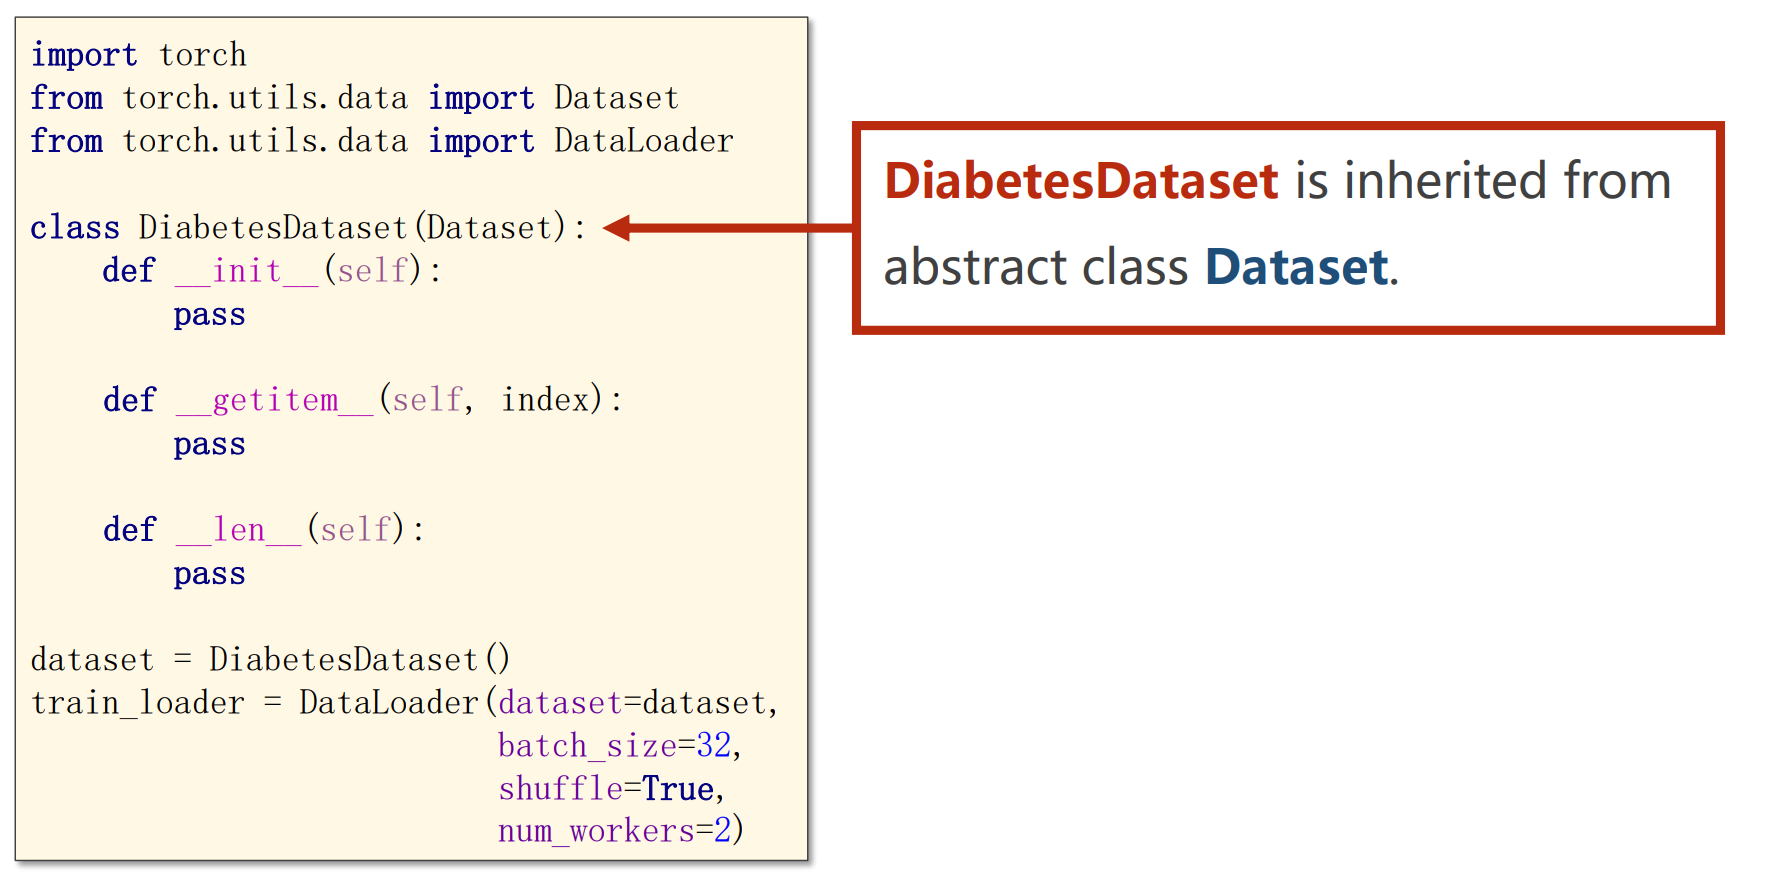 import torch
from torch.utils.data import Dataset
from torch.utils.data import DataLoader
class DiabetesDataset(Dataset):
    def __init__(self):
        pass
    def __getitem__(self, index):
        pass
    def __len__(self):
        pass
dataset = DiabetesDataset()
train_loader = DataLoader(dataset=dataset,
                          batch_size=32,
                          shuffle=True,
                          num_workers=2)
DiabetesDataset is inherited from
abstract class Dataset.